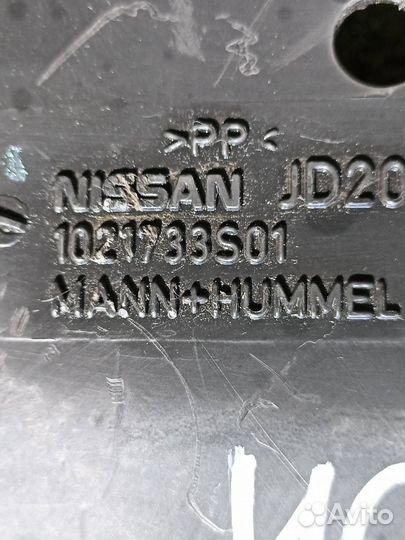 >PP<
NISSAN JD20
1021733S01
MANN+HUMMEL
Avito